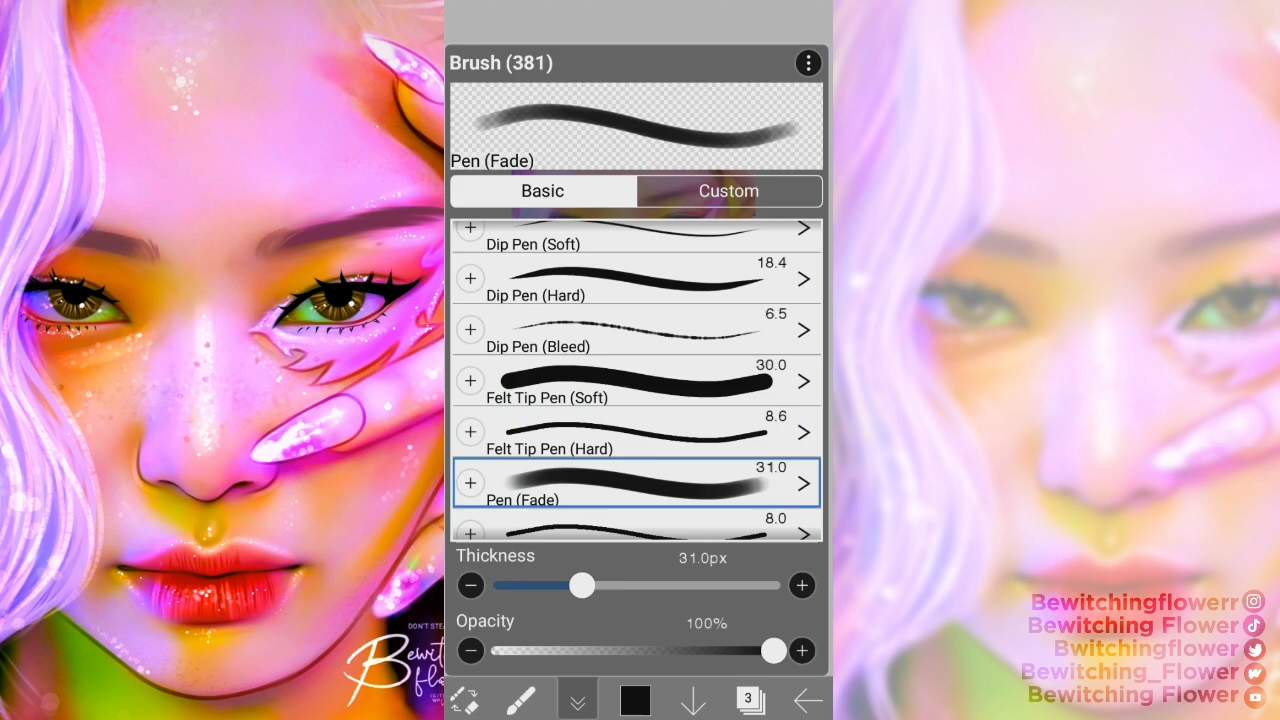 Brush (381)
Pen (Fade)
Basic
Custom
Dip Pen (Soft)
18.4
Dip Pen (Hard)
6.5
Dip Pen (Bleed)
30.0
Felt Tip Pen (Soft)
8.6
Felt Tip Pen (Hard)
31.0
Pen (Fade)
8.0
Thickness
31.0px
Opacity
100%
3
DON'T
Bewitchingflowerr
Bewitching Flower
Bwitchingflower
Bewitching_Flower
Bewitching Flower